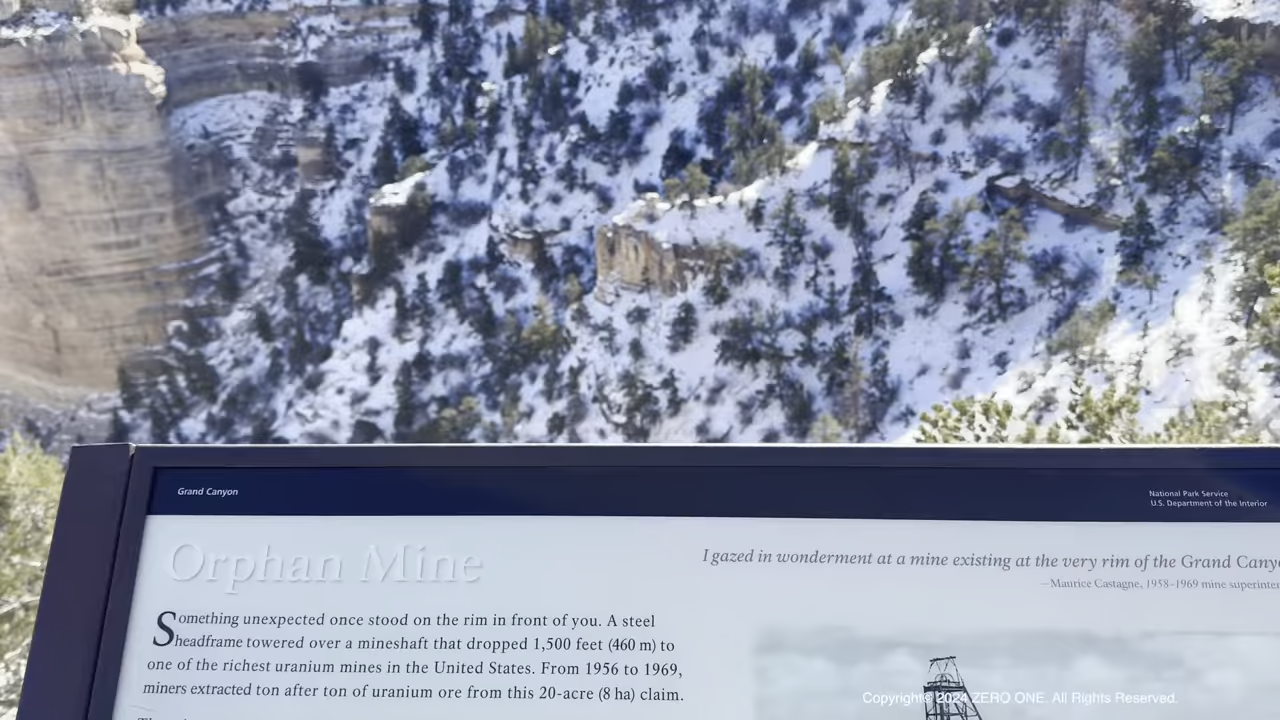 Grand Canyon
National Park Service
U.S. Department of the Interior
Orphan Mine
I gazed in wonderment at a mine existing at the very rim of the Grand
—Maurice Castagne, 1958–1969 mine
Something unexpected once stood on the rim in front of you. A steel
headframe towered over a mineshaft that dropped 1,500 feet (460 m) to
one of the richest uranium mines in the United States. From 1956 to 1969,
miners extracted ton after ton of uranium ore from this 20-acre (8 ha) claim.
Copyright© 2024 ZERO ONE. All Rights Reserved.